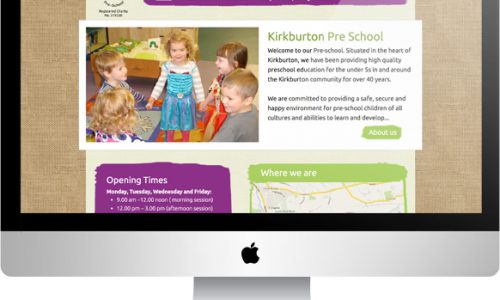 Pre-School
Registered Charity
Kirkburton Pre School
Welcome to our Pre-school. Situated in the heart of
Kirkburton, we have been providing high quality
preschool education for the under 5s in and around
the Kirkburton community for over 40 years.
We are committed to providing a safe, secure and
happy environment for pre-school children of all
cultures and abilities to learn and develop...
About us
Opening Times
Monday, Tuesday, Wednesday and Friday:
• 9.00 am –12.00 noon ( morning session)
• 12.00 pm – 3.00 pm (afternoon session)
Where we are